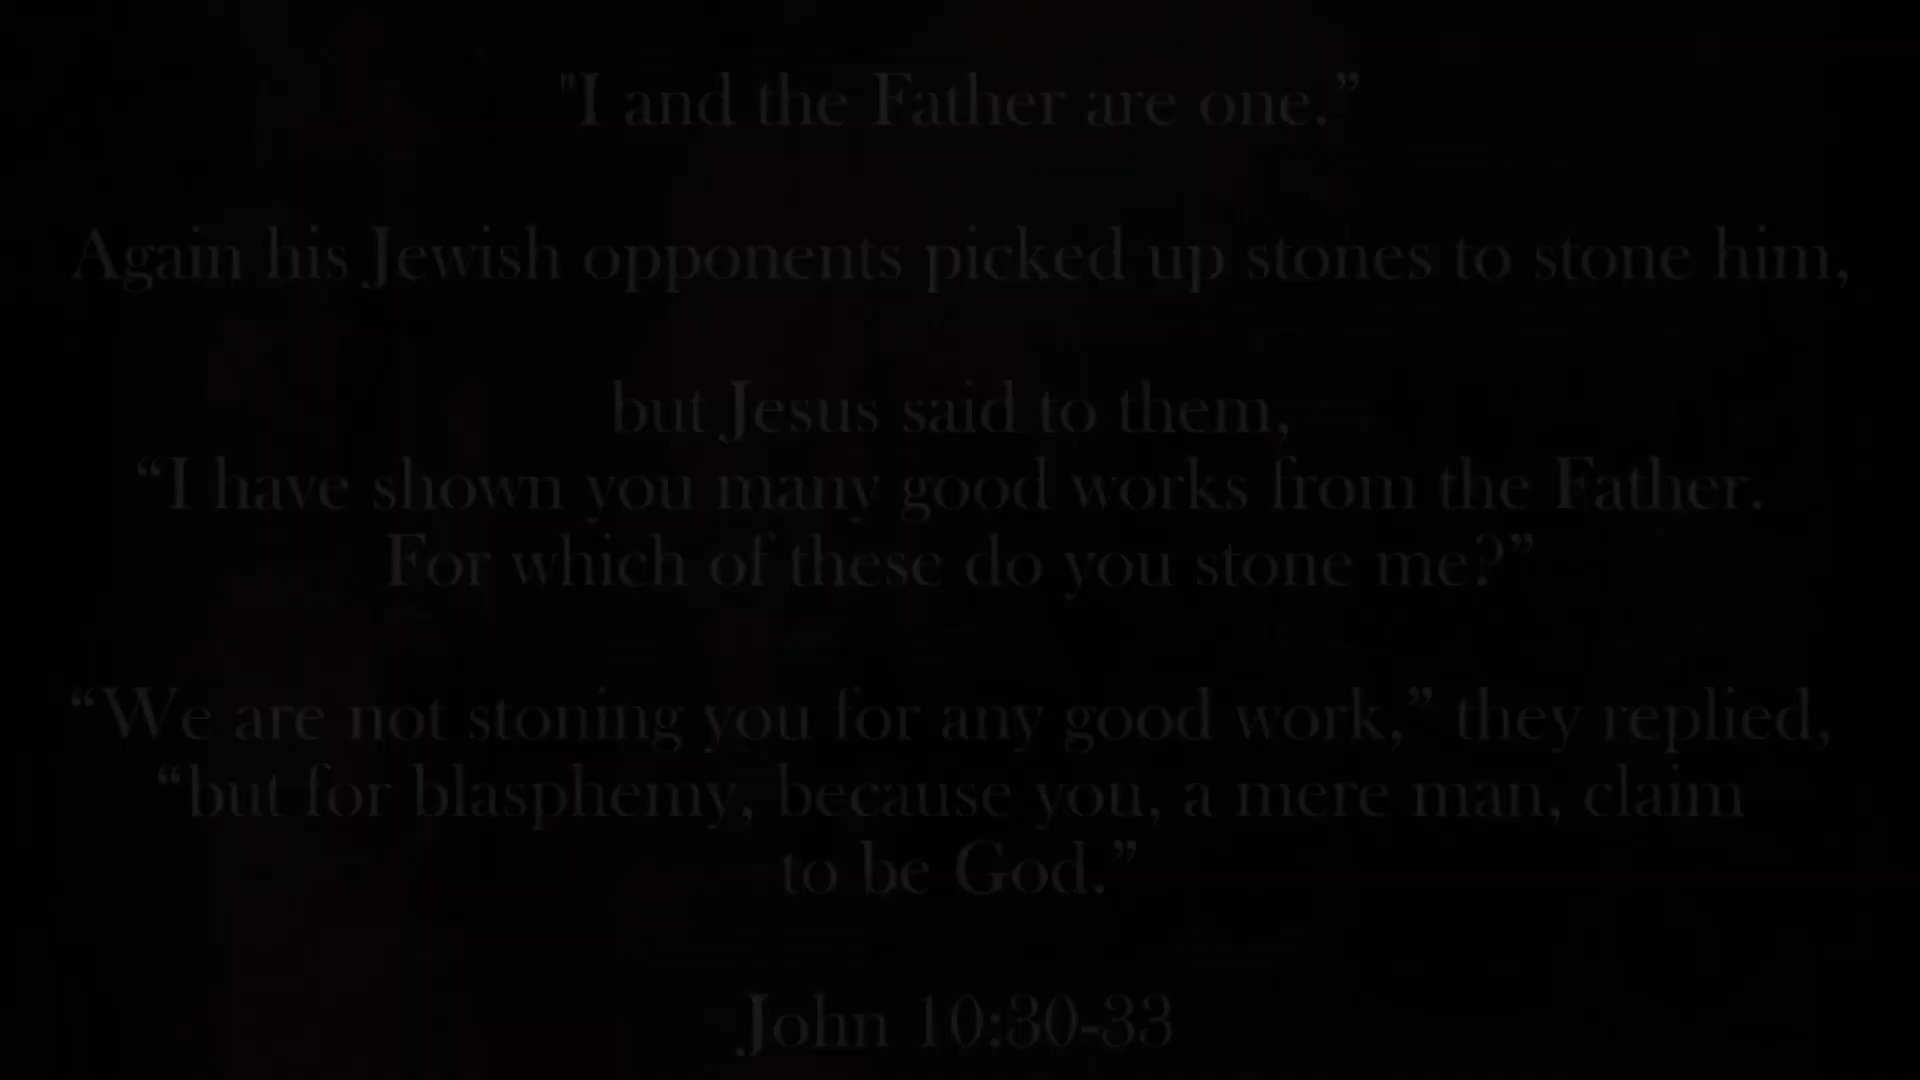 "I and the Father are one.”
Again his Jewish opponents picked up stones to stone him,
but Jesus said to them,
“I have shown you many good works from the Father.
For which of these do you stone me?”
“We are not stoning you for any good work,” they replied,
“but for blasphemy, because you, a mere man, claim
to be God.”
John 10:30-33